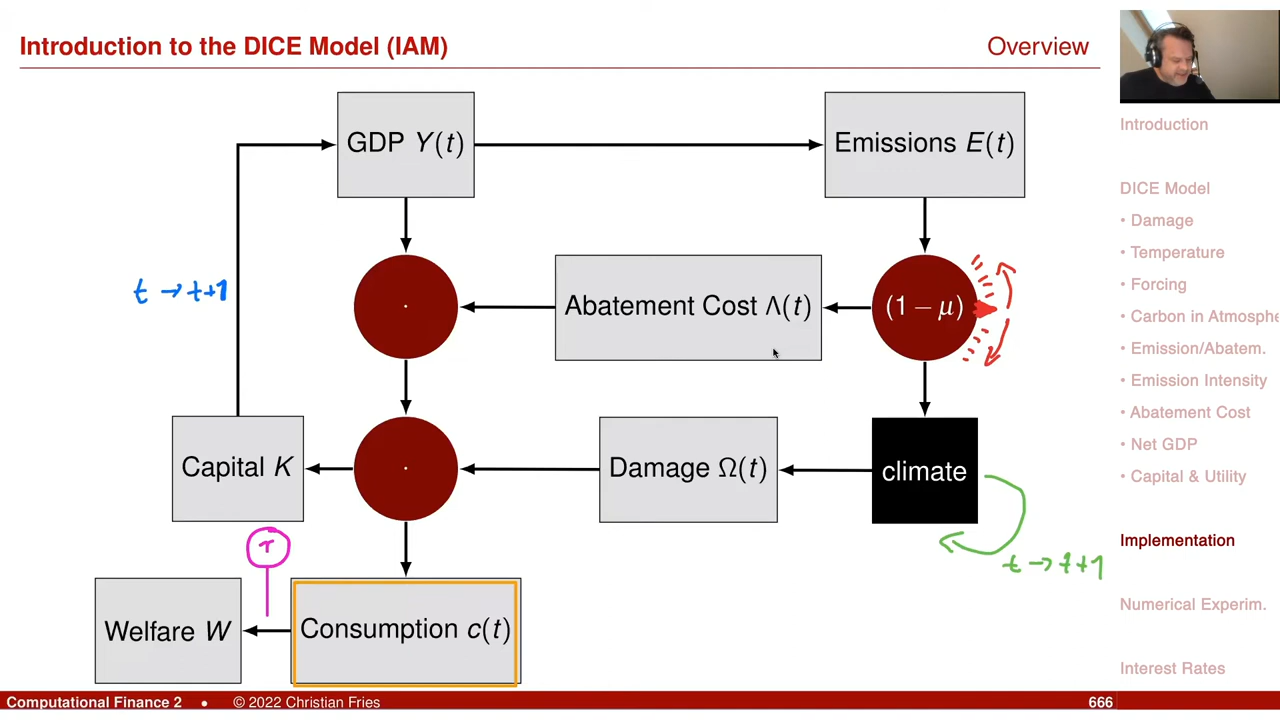 Introduction to the DICE Model (IAM)
Overview
GDP Y(t)
Emissions E(t)
t → t+1
·
Abatement Cost Λ(t)
(1 − μ)
Capital K
·
Damage Ω(t)
climate
t → t+1
r
Welfare W
Consumption c(t)
Introduction
DICE Model
• Damage
• Temperature
• Forcing
• Carbon in Atmosphe
• Emission/Abatem.
• Emission Intensity
• Abatement Cost
• Net GDP
• Capital & Utility
Implementation
Numerical Experim.
Interest Rates
Computational Finance 2 • © 2022 Christian Fries 666